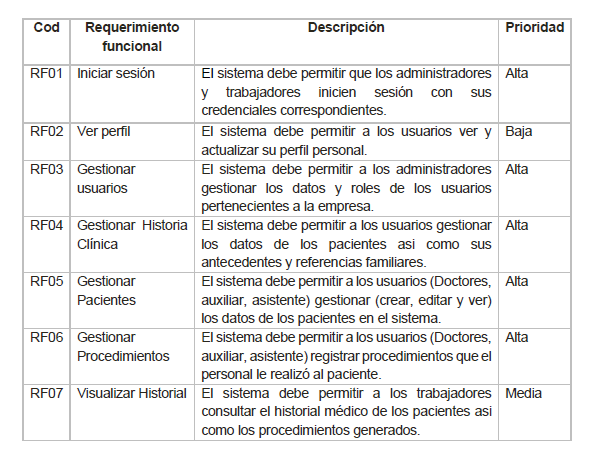 Cod Requerimiento funcional Descripción Prioridad
RF01 Iniciar sesión El sistema debe permitir que los administradores Alta
y trabajadores inicien sesión con sus
credenciales correspondientes.
RF02 Ver perfil El sistema debe permitir a los usuarios ver y Baja
actualizar su perfil personal.
RF03 Gestionar El sistema debe permitir a los administradores Alta
usuarios gestionar los datos y roles de los usuarios
pertenecientes a la empresa.
RF04 Gestionar Historia El sistema debe permitir a los usuarios gestionar Alta
Clínica los datos de los pacientes asi como sus
antecedentes y referencias familiares.
RF05 Gestionar El sistema debe permitir a los usuarios (Doctores, Alta
Pacientes auxiliar, asistente) gestionar (crear, editar y ver)
los datos de los pacientes en el sistema.
RF06 Gestionar El sistema debe permitir a los usuarios (Doctores, Alta
Procedimientos auxiliar, asistente) registrar procedimientos que el
personal le realizó al paciente.
RF07 Visualizar Historial El sistema debe permitir a los trabajadores Media
consultar el historial médico de los pacientes asi
como los procedimientos generados.